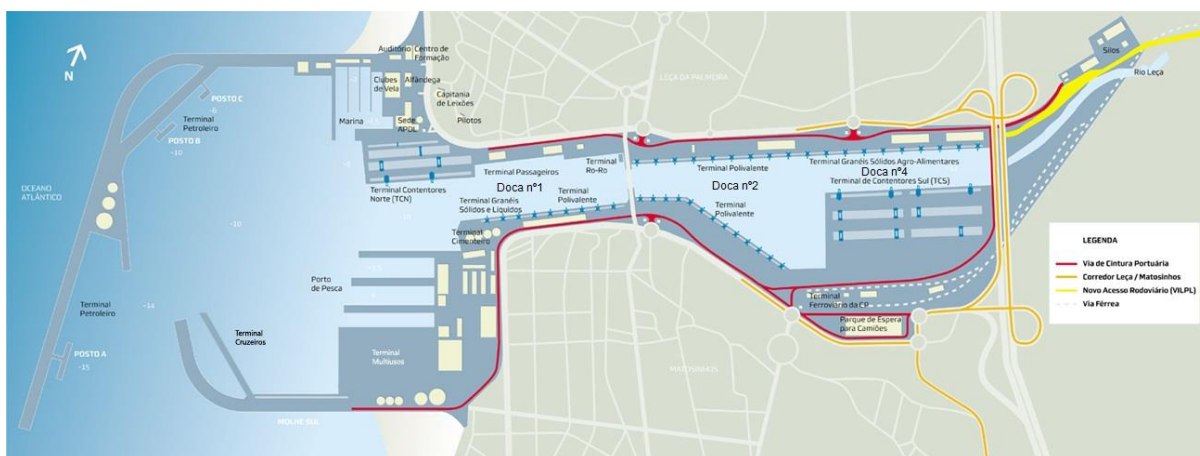 N
OCEANO
ATLÂNTICO
POSTO C
POSTO B
-10
Terminal
Petroleiro
-10
-14
Terminal
Petroleiro
POSTO A
-15
Terminal
Cruzeiros
MOLHE SUL
Auditório
Centro de
Formação
Clubes
de Vela
Alfândega
Capitania
de Leixões
Marina
Sede
APDL
Pilotos
Terminal Contentores
Norte (TCN)
Terminal Passageiros
Doca nº1
Terminal
Ro-Ro
Terminal Granéis
Sólidos e Líquidos
Terminal
Polivalente
Terminal
Cimenteiro
Porto
de Pesca
Terminal
Multiusos
LEÇA DA PALMEIRA
Terminal Polivalente
Doca nº2
Terminal
Polivalente
Terminal Granéis Sólidos Agro-Alimentares
Doca nº4
Terminal de Contentores Sul (TCS)
Terminal
Ferroviário da CP
Parque de Espera
para Camiões
MATOSINHOS
Silos
Rio Leça
LEGENDA
Via de Cintura Portuária
Corredor Leça / Matosinhos
Novo Acesso Rodoviário (VILPL)
Via Férrea